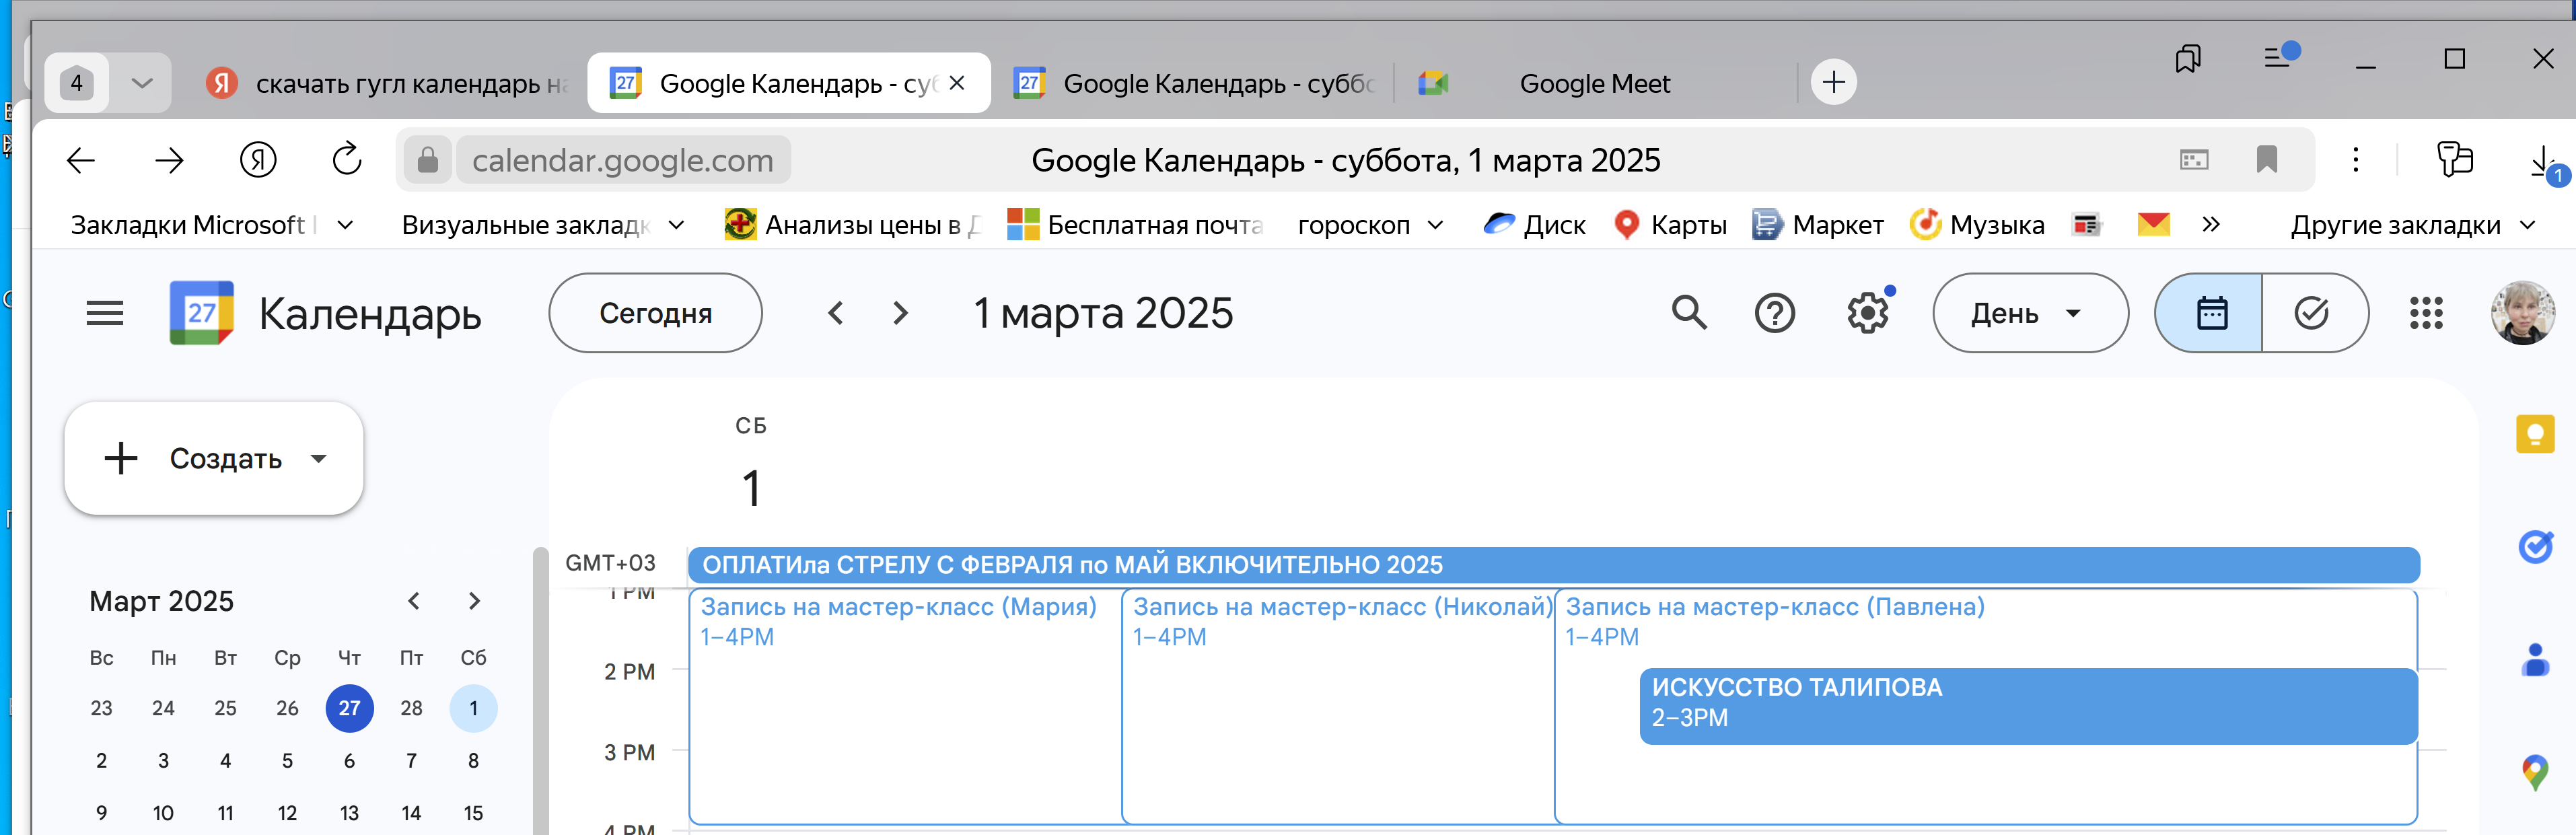 4
скачать гугл календарь на
Google Календарь - суб
Google Календарь - суббо
Google Meet
calendar.google.com
Google Календарь - суббота, 1 марта 2025
1
Закладки Microsoft
Визуальные заклад
Анализы цены в
Бесплатная почта
гороскоп
Диск
Карты
Маркет
Музыка
Другие закладки
27
Календарь
Сегодня
1 марта 2025
День
Создать
СБ
1
GMT+03
ОПЛАТИла СТРЕЛУ С ФЕВРАЛЯ по МАЙ ВКЛЮЧИТЕЛЬНО 2025
1 PM
Запись на мастер-класс (Мария)
1–4PM
Запись на мастер-класс (Николай)
1–4PM
Запись на мастер-класс (Павлена)
1–4PM
2 PM
ИСКУССТВО ТАЛИПОВА
2–3PM
3 PM
4 PM
Март 2025
Вс Пн Вт Ср Чт Пт Сб
23 24 25 26 27 28 1
2 3 4 5 6 7 8
9 10 11 12 13 14 15